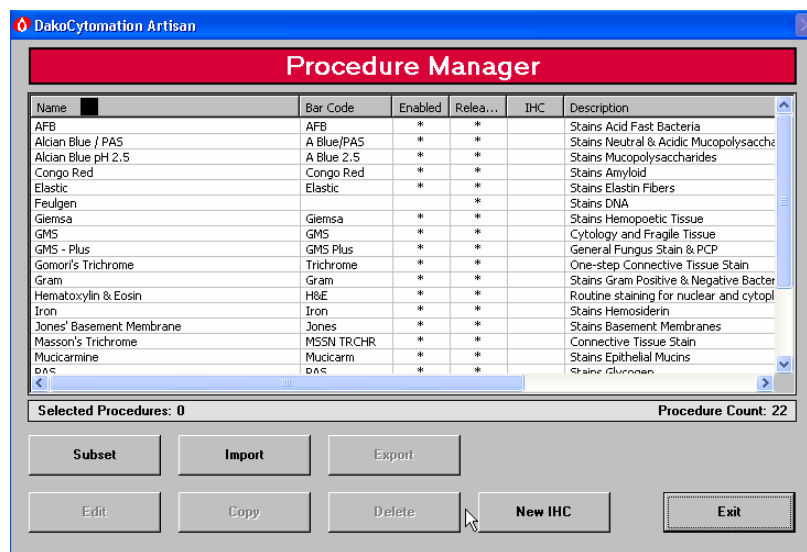 DakoCytomation Artisan
Procedure Manager
Name Bar Code Enabled Relea... IHC Description
AFB AFB * * Stains Acid Fast Bacteria
Alcian Blue / PAS A Blue/PAS * * Stains Neutral & Acidic Mucopolysaccha
Alcian Blue pH 2.5 A Blue 2.5 * * Stains Mucopolysaccharides
Congo Red Congo Red * * Stains Amyloid
Elastic Elastic * * Stains Elastin Fibers
Feulgen * Stains DNA
Giemsa Giemsa * * Stains Hemopoetic Tissue
GMS GMS * * Cytology and Fragile Tissue
GMS - Plus GMS Plus * * General Fungus Stain & PCP
Gomori's Trichrome Trichrome * * One-step Connective Tissue Stain
Gram Gram * * Stains Gram Positive & Negative Bacter
Hematoxylin & Eosin H&E * * Routine staining for nuclear and cytopl
Iron Iron * * Stains Hemosiderin
Jones' Basement Membrane Jones * * Stains Basement Membranes
Masson's Trichrome MSSN TRCHR * * Connective Tissue Stain
Mucicarmine Mucicarm * * Stains Epithelial Mucins
PAS PAS * * Stains Glycogen
Selected Procedures: 0 Procedure Count: 22
Subset Import Export
Edit Copy Delete New IHC Exit